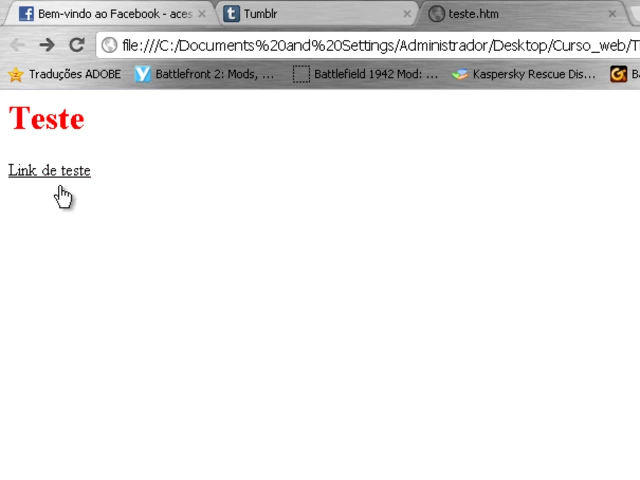 Bem-vindo ao Facebook - aces
Tumblr
teste.htm
file:///C:/Documents%20and%20Settings/Administrador/Desktop/Curso_web/T
Traduções ADOBE
Battlefront 2: Mods, ...
Battlefield 1942 Mod: ...
Kaspersky Rescue Dis...
Teste
Link de teste